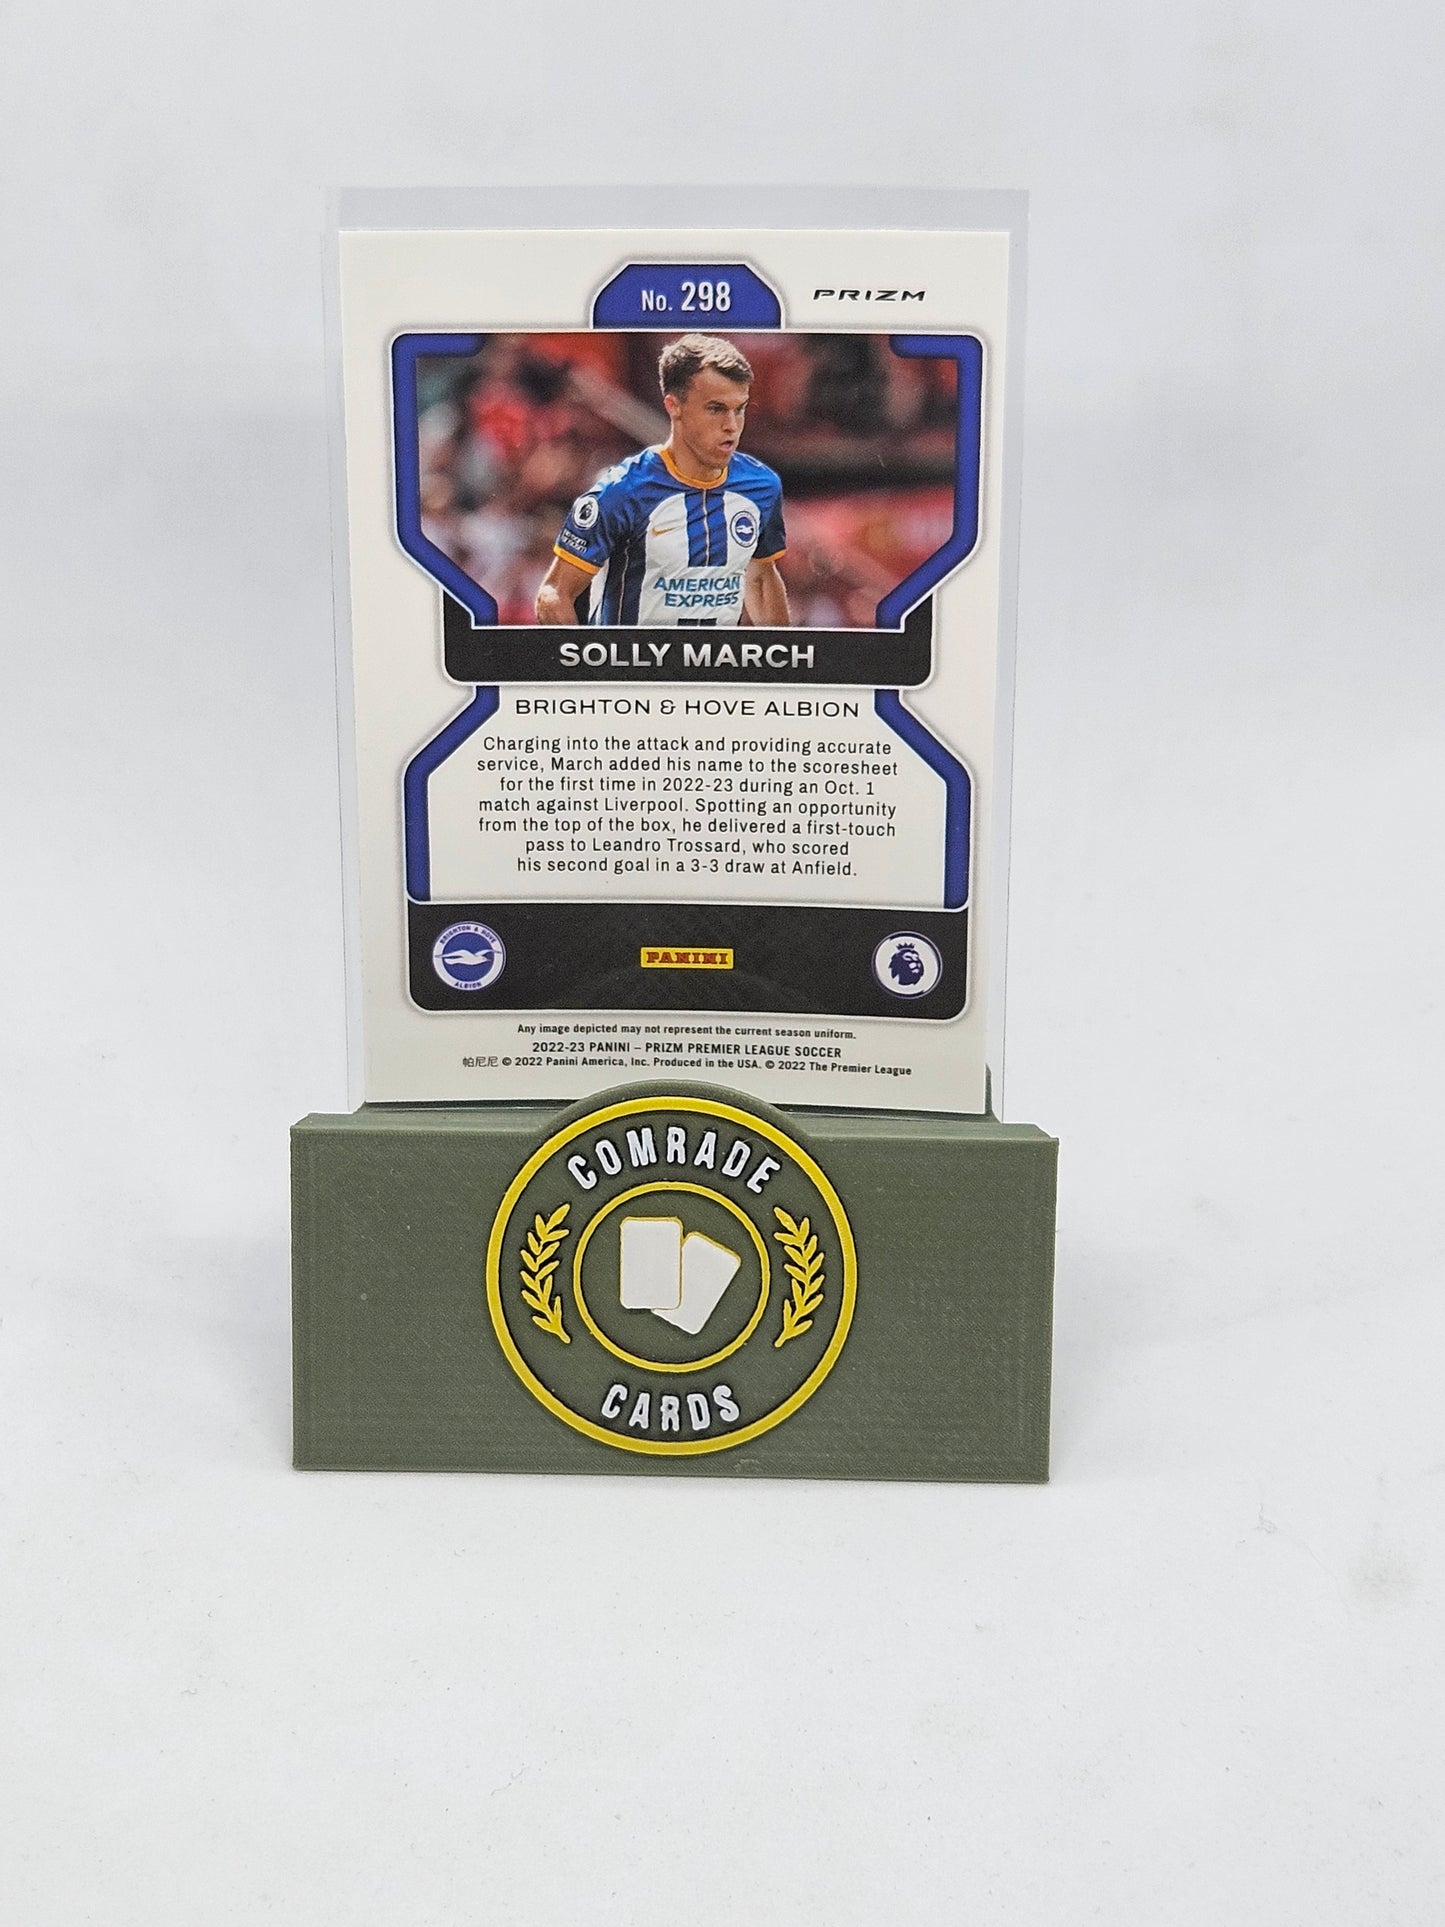 No. 298
PRIZM
AMERICAN
EXPRESS
SOLLY MARCH
BRIGHTON & HOVE ALBION
Charging into the attack and providing accurate
service, March added his name to the scoresheet
for the first time in 2022-23 during an Oct. 1
match against Liverpool. Spotting an opportunity
from the top of the box, he delivered a first-touch
pass to Leandro Trossard, who scored
his second goal in a 3-3 draw at Anfield.
BRIGHTON & HOVE
ALBION
PANINI
Any image depicted may not represent the current season uniform.
2022-23 PANINI – PRIZM PREMIER LEAGUE SOCCER
帕尼尼 © 2022 Panini America, Inc. Produced in the USA. © 2022 The Premier League
COMRADE
CARDS